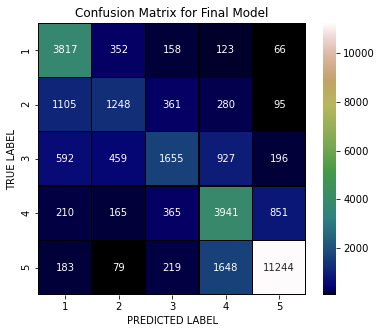 Confusion Matrix for Final Model
1 3817 352 158 123 66
2 1105 1248 361 280 95
3 592 459 1655 927 196
4 210 165 365 3941 851
5 183 79 219 1648 11244
1 2 3 4 5
TRUE LABEL
PREDICTED LABEL
10000
8000
6000
4000
2000